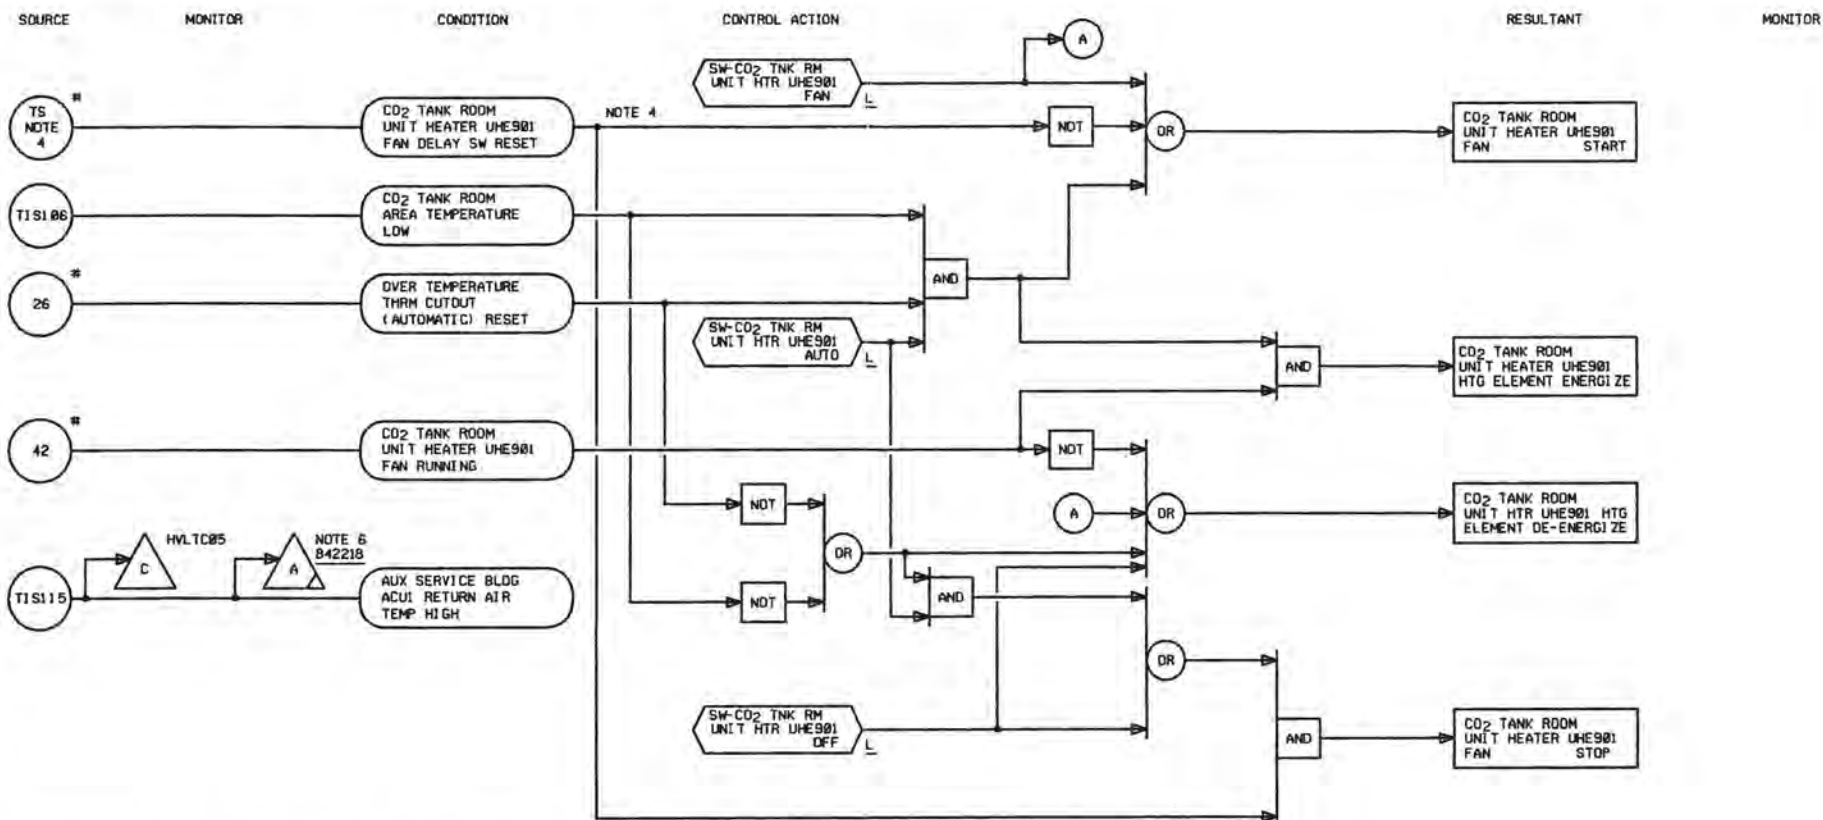 SOURCE MONITOR CONDITION CONTROL ACTION RESULTANT MONITOR
A
SW-CO2 TNK RM
UNIT HTR UHE901
FAN
L
TS
NOTE
4
#
CO2 TANK ROOM
UNIT HEATER UHE901
FAN DELAY SW RESET
NOTE 4
NOT
OR
CO2 TANK ROOM
UNIT HEATER UHE901
FAN START
TIS106
CO2 TANK ROOM
AREA TEMPERATURE
LOW
AND
26
#
OVER TEMPERATURE
THRM CUTOUT
(AUTOMATIC) RESET
SW-CO2 TNK RM
UNIT HTR UHE901
AUTO
L
AND
CO2 TANK ROOM
UNIT HEATER UHE901
HTG ELEMENT ENERGIZE
42
#
CO2 TANK ROOM
UNIT HEATER UHE901
FAN RUNNING
NOT
NOT
A
OR
CO2 TANK ROOM
UNIT HTR UHE901 HTG
ELEMENT DE-ENERGIZE
C
HVLTC05
A
NOTE 6
842218
OR
TIS115
AUX SERVICE BLDG
ACU1 RETURN AIR
TEMP HIGH
NOT
AND
OR
SW-CO2 TNK RM
UNIT HTR UHE901
OFF
L
AND
CO2 TANK ROOM
UNIT HEATER UHE901
FAN STOP